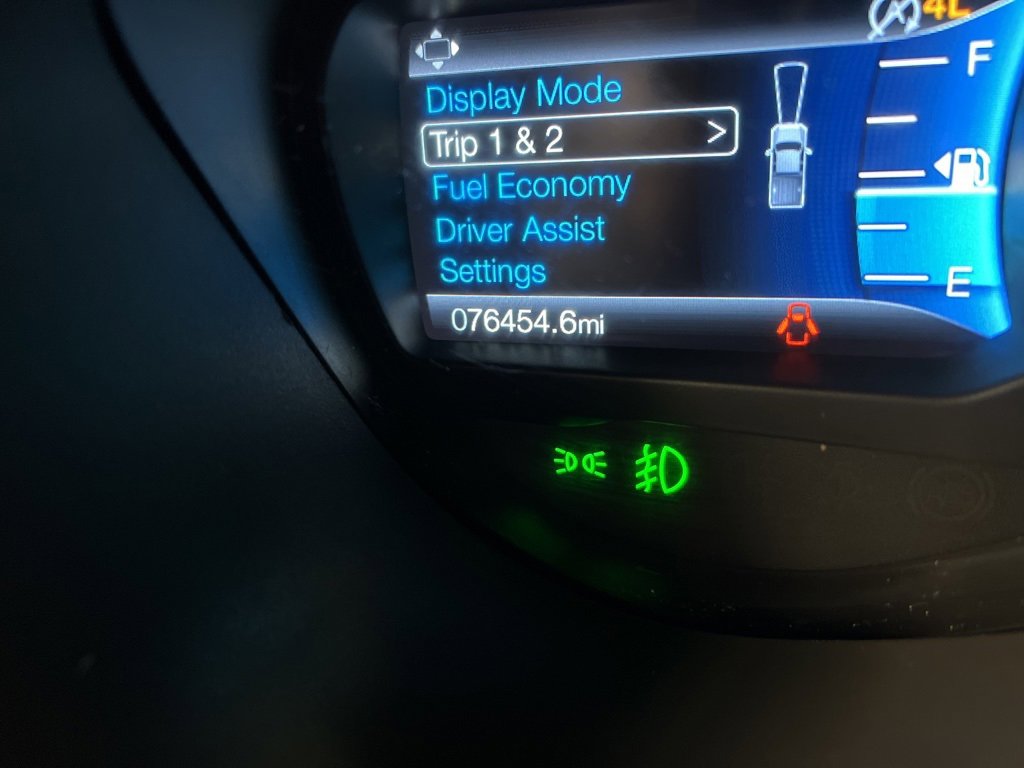 4L
F
Display Mode
Trip 1 & 2 >
Fuel Economy
Driver Assist
Settings
E
076454.6mi